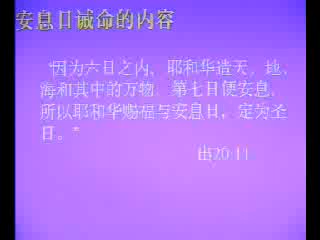 安息日诫命的内容
“因为六日之内，耶和华造天、地、
海和其中的万物，第七日便安息，
所以耶和华赐福与安息日，定为圣
日。”
出20:11